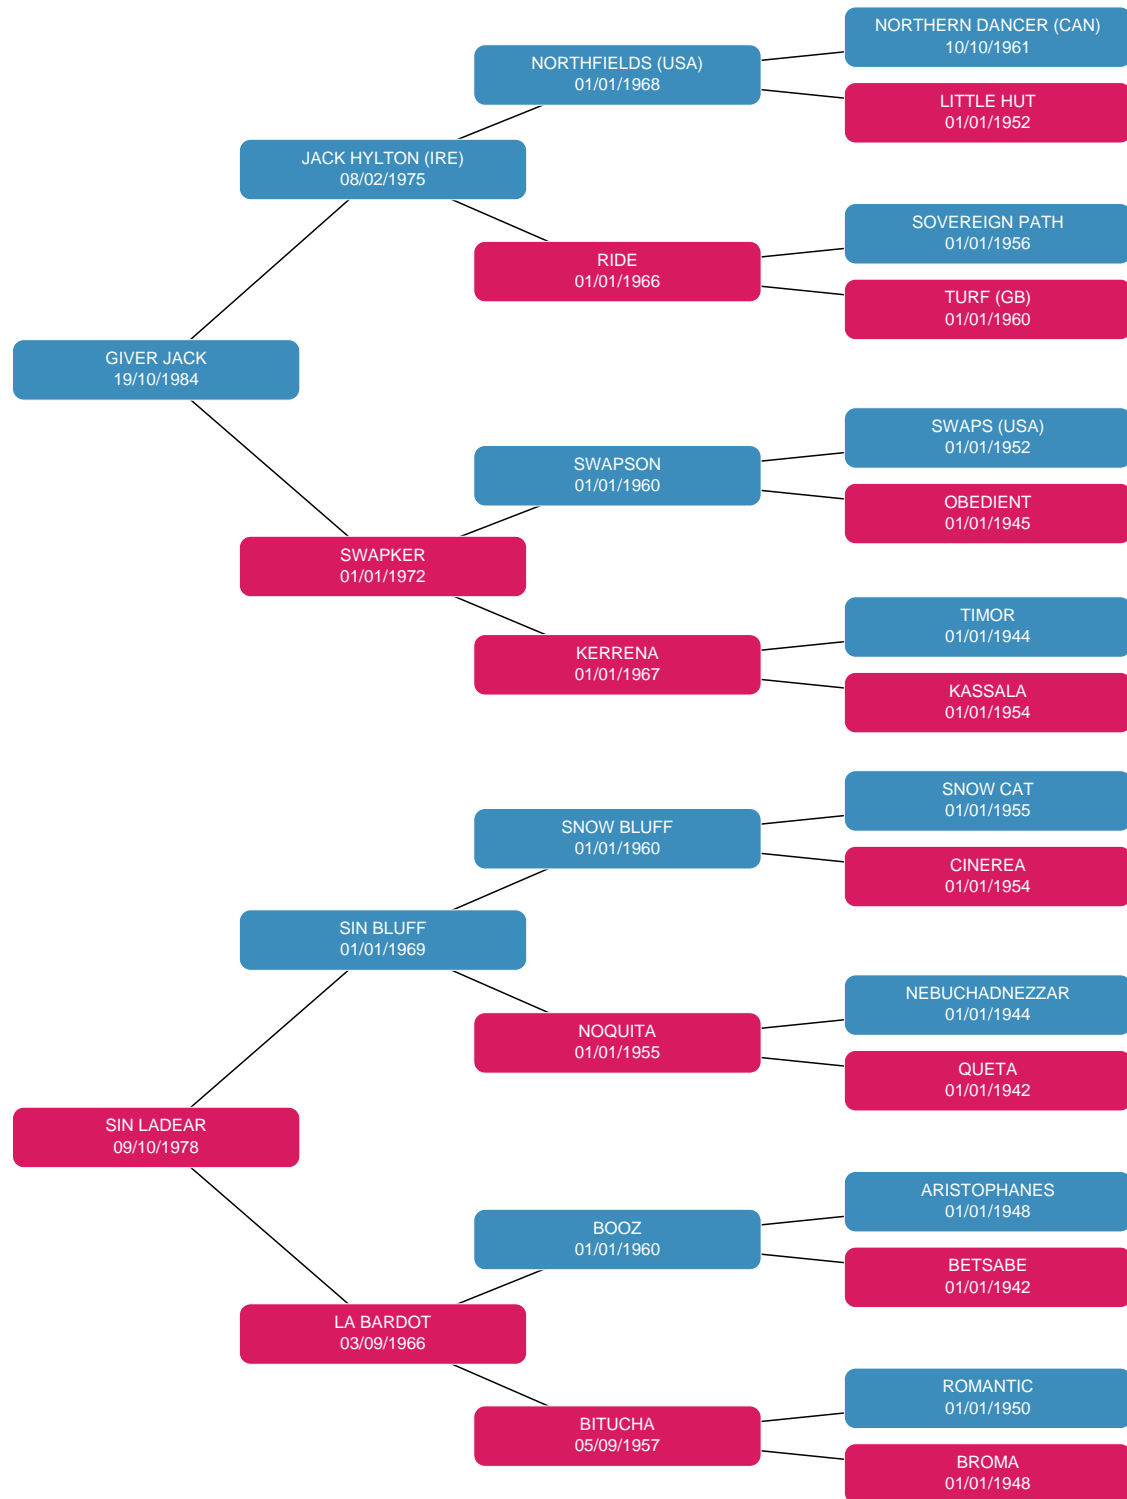 NORTHERN DANCER (CAN)
10/10/1961
NORTHFIELDS (USA)
01/01/1968
LITTLE HUT
01/01/1952
JACK HYLTON (IRE)
08/02/1975
SOVEREIGN PATH
01/01/1956
RIDE
01/01/1966
TURF (GB)
01/01/1960
GIVER JACK
19/10/1984
SWAPS (USA)
01/01/1952
SWAPSON
01/01/1960
OBEDIENT
01/01/1945
SWAPKER
01/01/1972
TIMOR
01/01/1944
KERRENA
01/01/1967
KASSALA
01/01/1954
SNOW CAT
01/01/1955
SNOW BLUFF
01/01/1960
CINEREA
01/01/1954
SIN BLUFF
01/01/1969
NEBUCHADNEZZAR
01/01/1944
NOQUITA
01/01/1955
QUETA
01/01/1942
SIN LADEAR
09/10/1978
ARISTOPHANES
01/01/1948
BOOZ
01/01/1960
BETSABE
01/01/1942
LA BARDOT
03/09/1966
ROMANTIC
01/01/1950
BITUCHA
05/09/1957
BROMA
01/01/1948